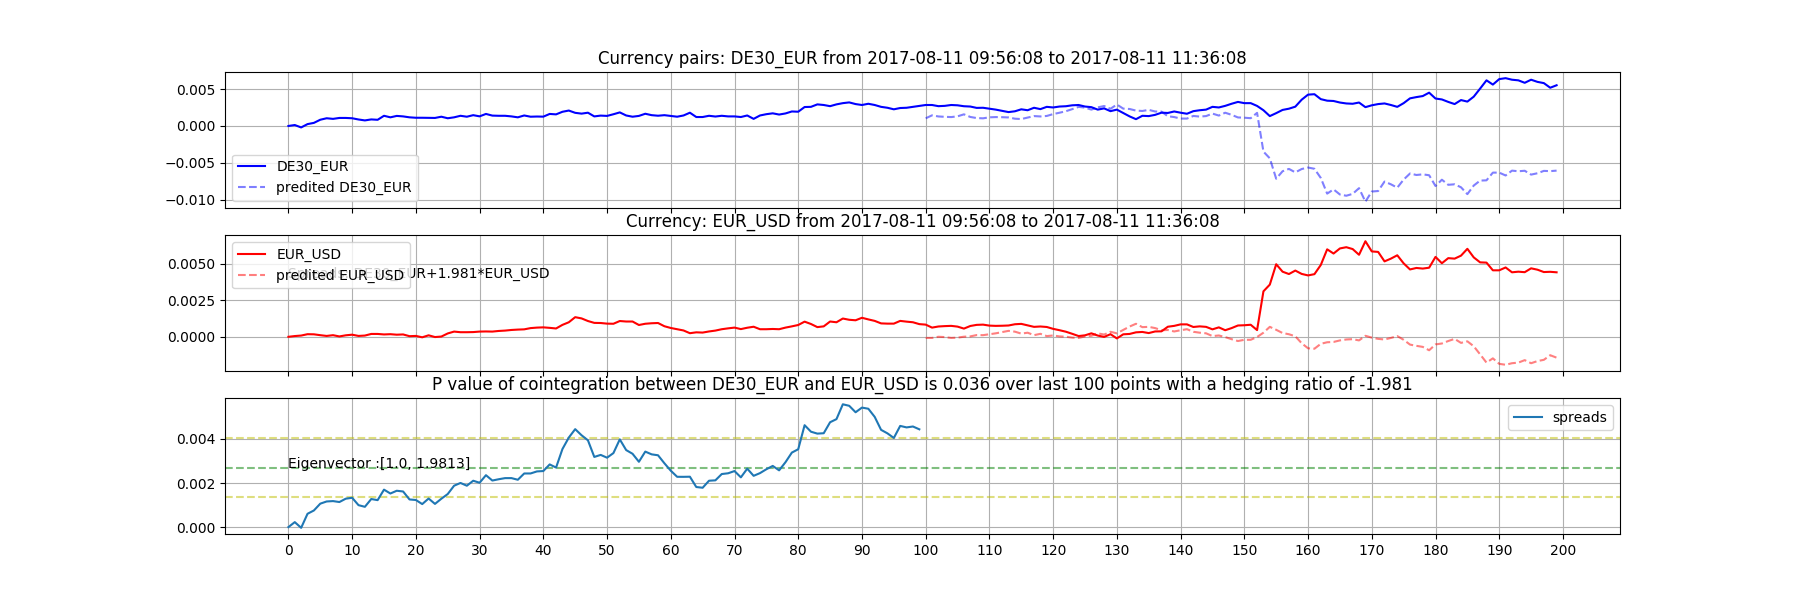 Currency pairs: DE30_EUR from 2017-08-11 09:56:08 to 2017-08-11 11:36:08
0.005
0.000
−0.005
−0.010
DE30_EUR
predited DE30_EUR
Currency: EUR_USD from 2017-08-11 09:56:08 to 2017-08-11 11:36:08
0.0050
0.0025
0.0000
EUR_USD
predited EUR_USD
EUR+1.981*EUR_USD
P value of cointegration between DE30_EUR and EUR_USD is 0.036 over last 100 points with a hedging ratio of -1.981
0.004
0.002
0.000
spreads
Eigenvector :[1.0, 1.9813]
0 10 20 30 40 50 60 70 80 90 100 110 120 130 140 150 160 170 180 190 200